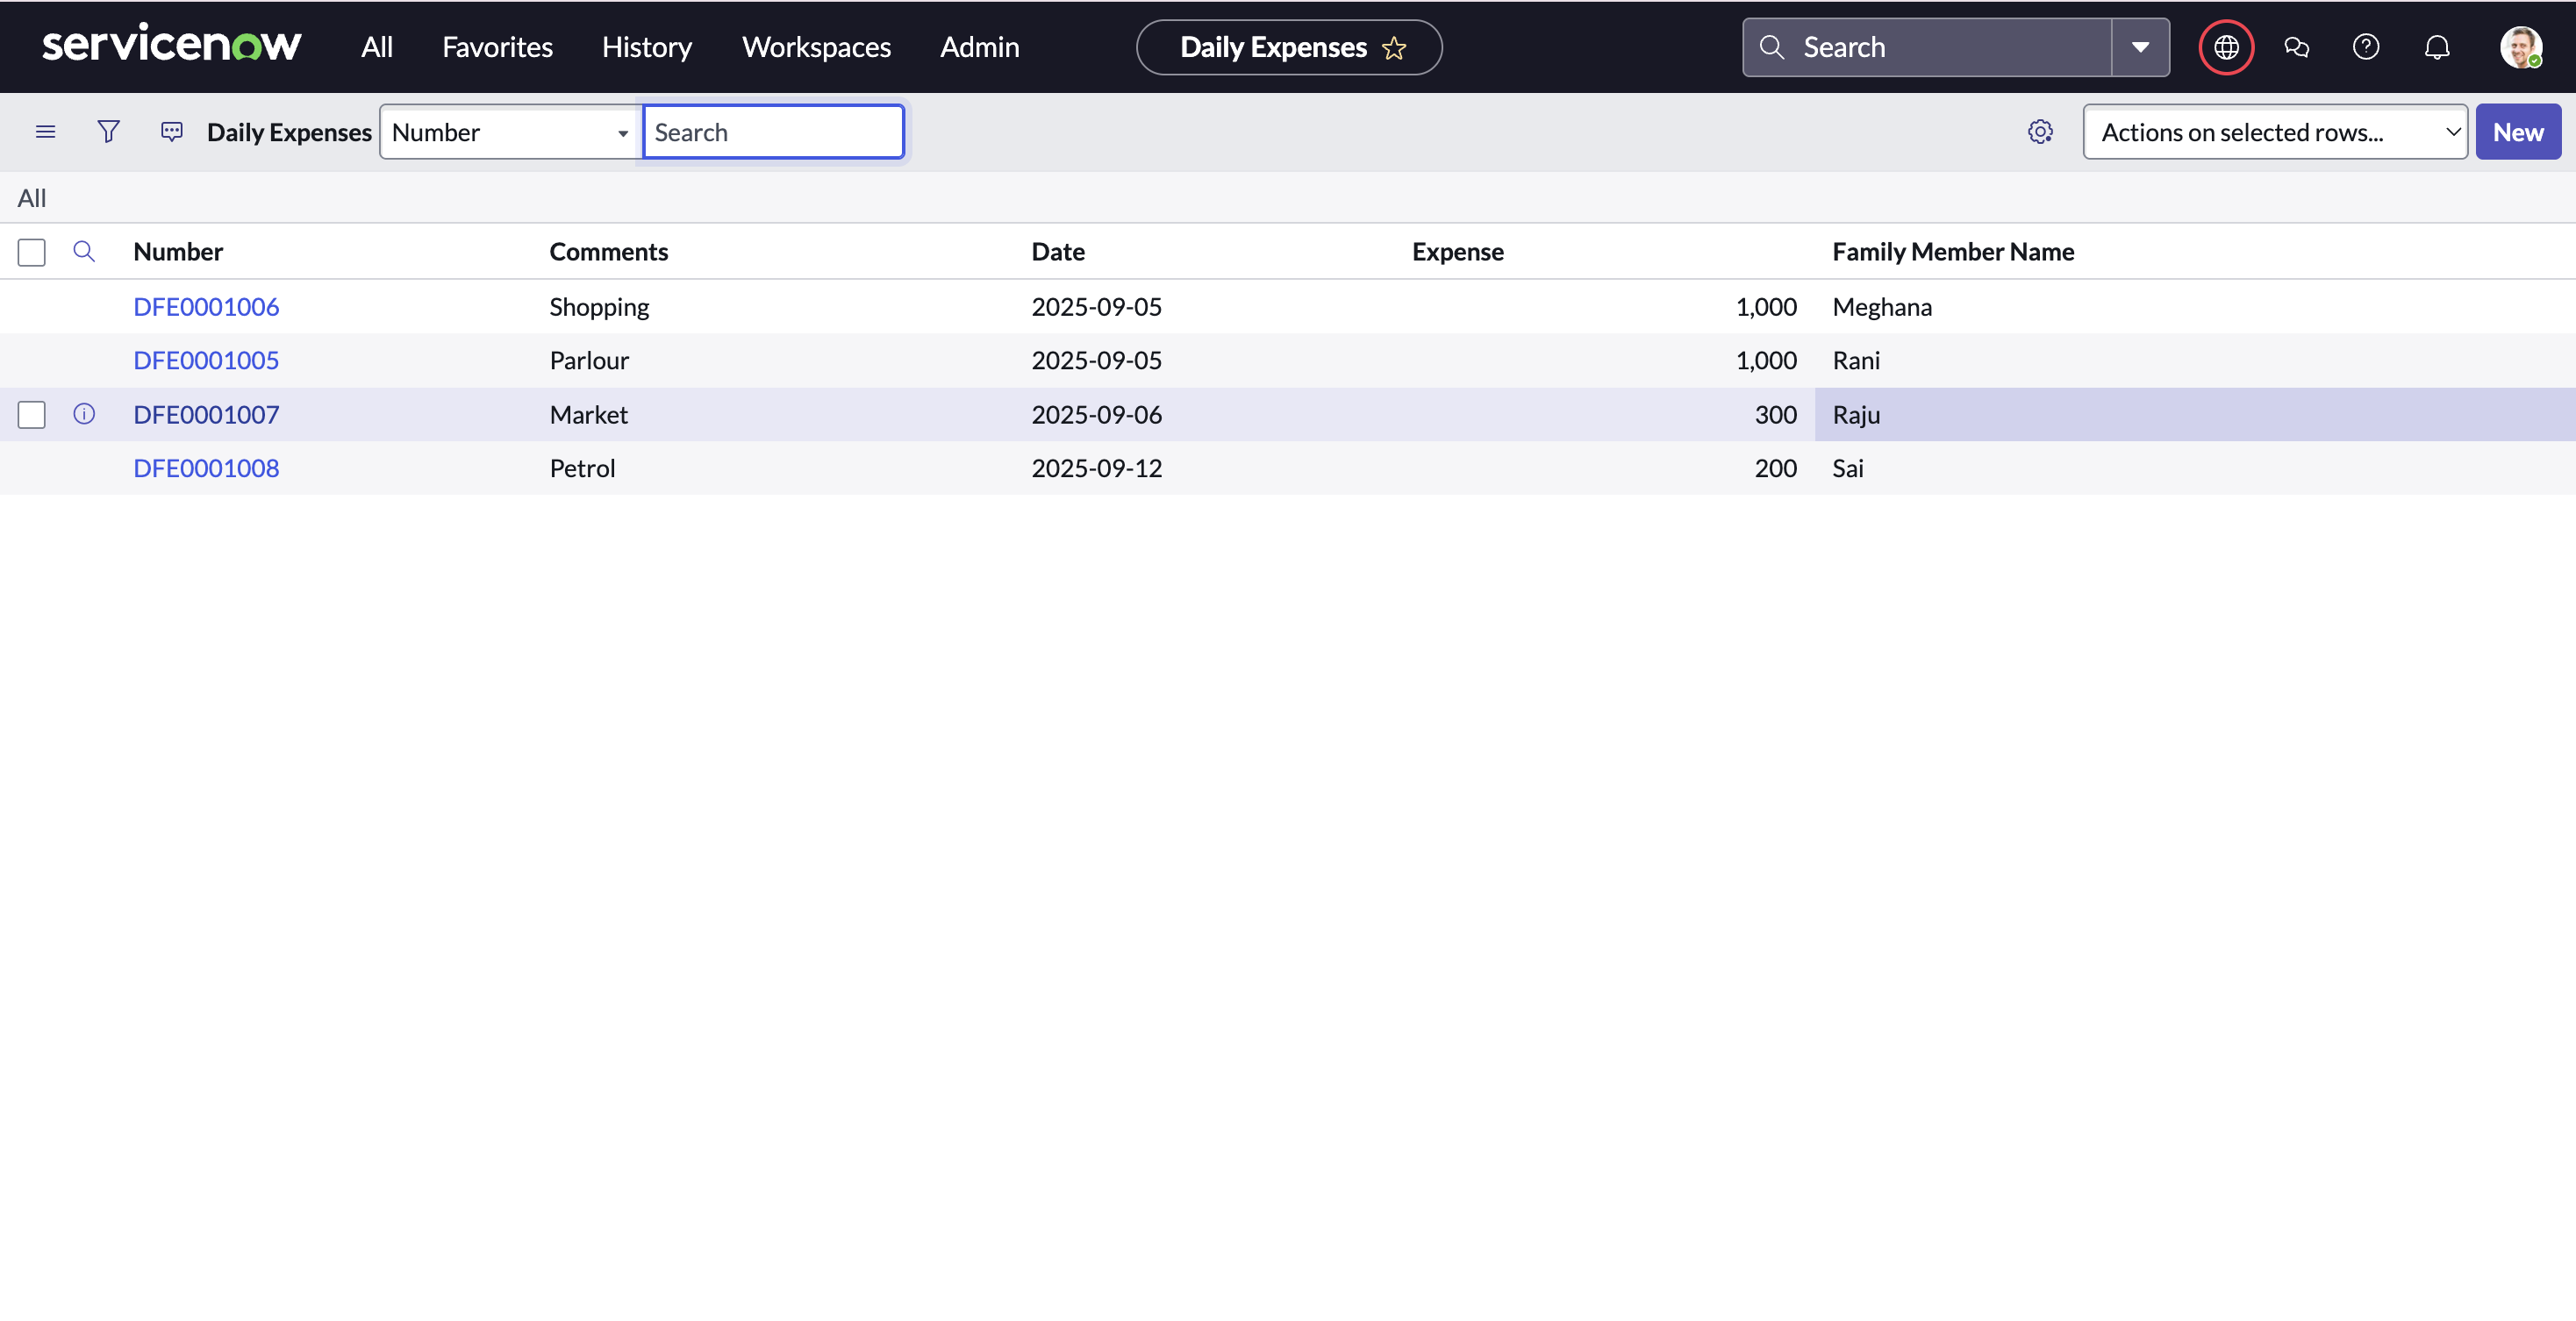 servicenow All Favorites History Workspaces Admin Daily Expenses Search
Daily Expenses Number Search Actions on selected rows... New
All
Number Comments Date Expense Family Member Name
DFE0001006 Shopping 2025-09-05 1,000 Meghana
DFE0001005 Parlour 2025-09-05 1,000 Rani
DFE0001007 Market 2025-09-06 300 Raju
DFE0001008 Petrol 2025-09-12 200 Sai